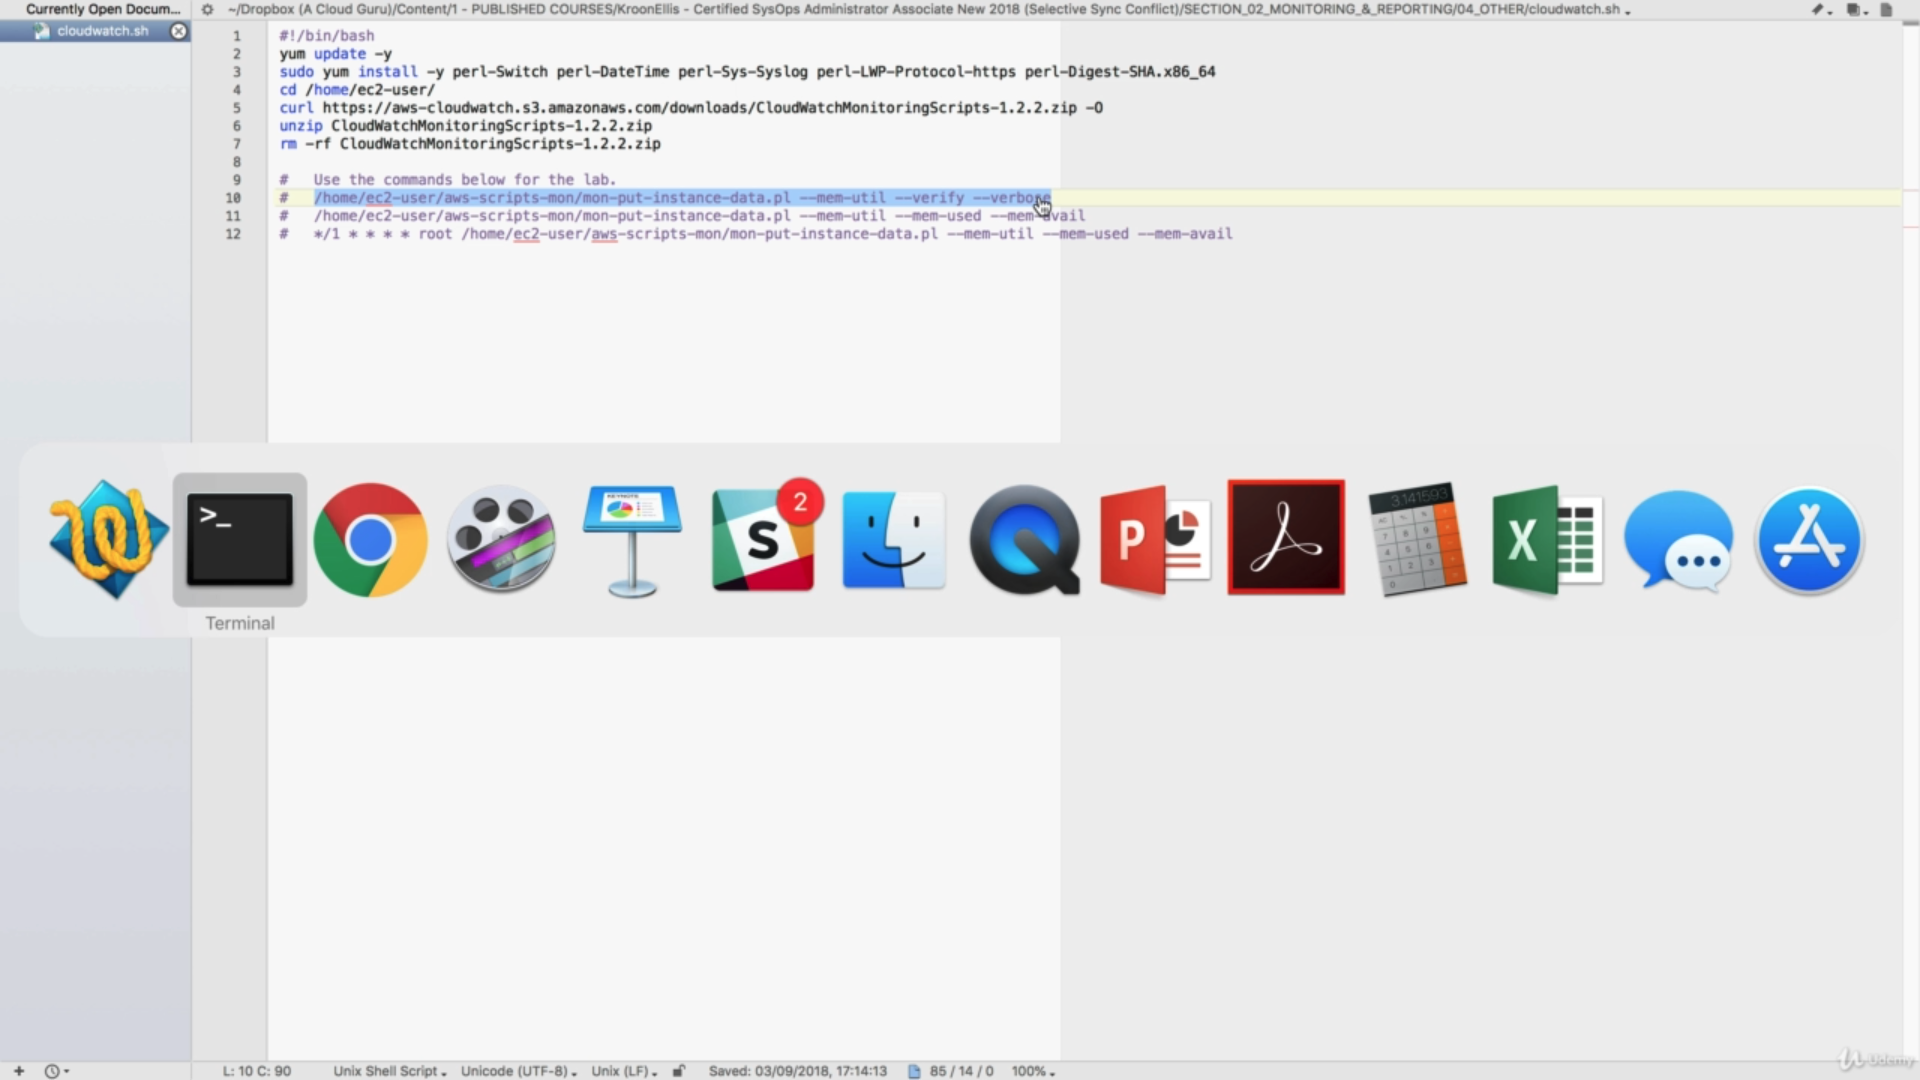 Currently Open Docum...
~/Dropbox (A Cloud Guru)/Content/1 - PUBLISHED COURSES/KroonEllis - Certified SysOps Administrator Associate New 2018 (Selective Sync Conflict)/SECTION_02_MONITORING_&_REPORTING/04_OTHER/cloudwatch.sh
cloudwatch.sh
1 #!/bin/bash
2 yum update -y
3 sudo yum install -y perl-Switch perl-DateTime perl-Sys-Syslog perl-LWP-Protocol-https perl-Digest-SHA.x86_64
4 cd /home/ec2-user/
5 curl https://aws-cloudwatch.s3.amazonaws.com/downloads/CloudWatchMonitoringScripts-1.2.2.zip -O
6 unzip CloudWatchMonitoringScripts-1.2.2.zip
7 rm -rf CloudWatchMonitoringScripts-1.2.2.zip
8
9 # Use the commands below for the lab.
10 # /home/ec2-user/aws-scripts-mon/mon-put-instance-data.pl --mem-util --verify --verbose
11 # /home/ec2-user/aws-scripts-mon/mon-put-instance-data.pl --mem-util --mem-used --mem-avail
12 # */1 * * * * root /home/ec2-user/aws-scripts-mon/mon-put-instance-data.pl --mem-util --mem-used --mem-avail
>_
KEYNOTE
S
2
P
3.141593
X
Terminal
L: 10 C: 90
Unix Shell Script
Unicode (UTF-8)
Unix (LF)
Saved: 03/09/2018, 17:14:13
85 / 14 / 0
100%
Udemy